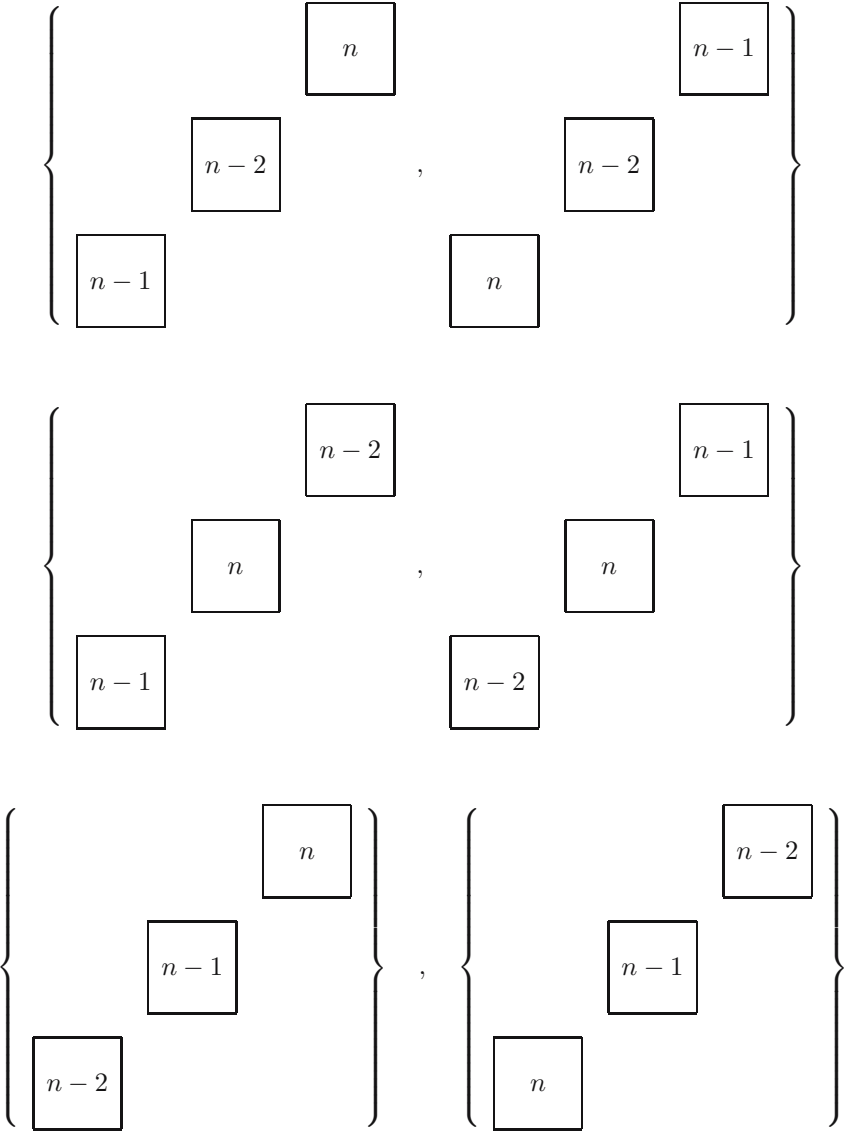 n n − 1
n − 2 , n − 2
n − 1 n
n − 2 n − 1
n , n
n − 1 n − 2
n n − 2
n − 1 , n − 1
n − 2 n